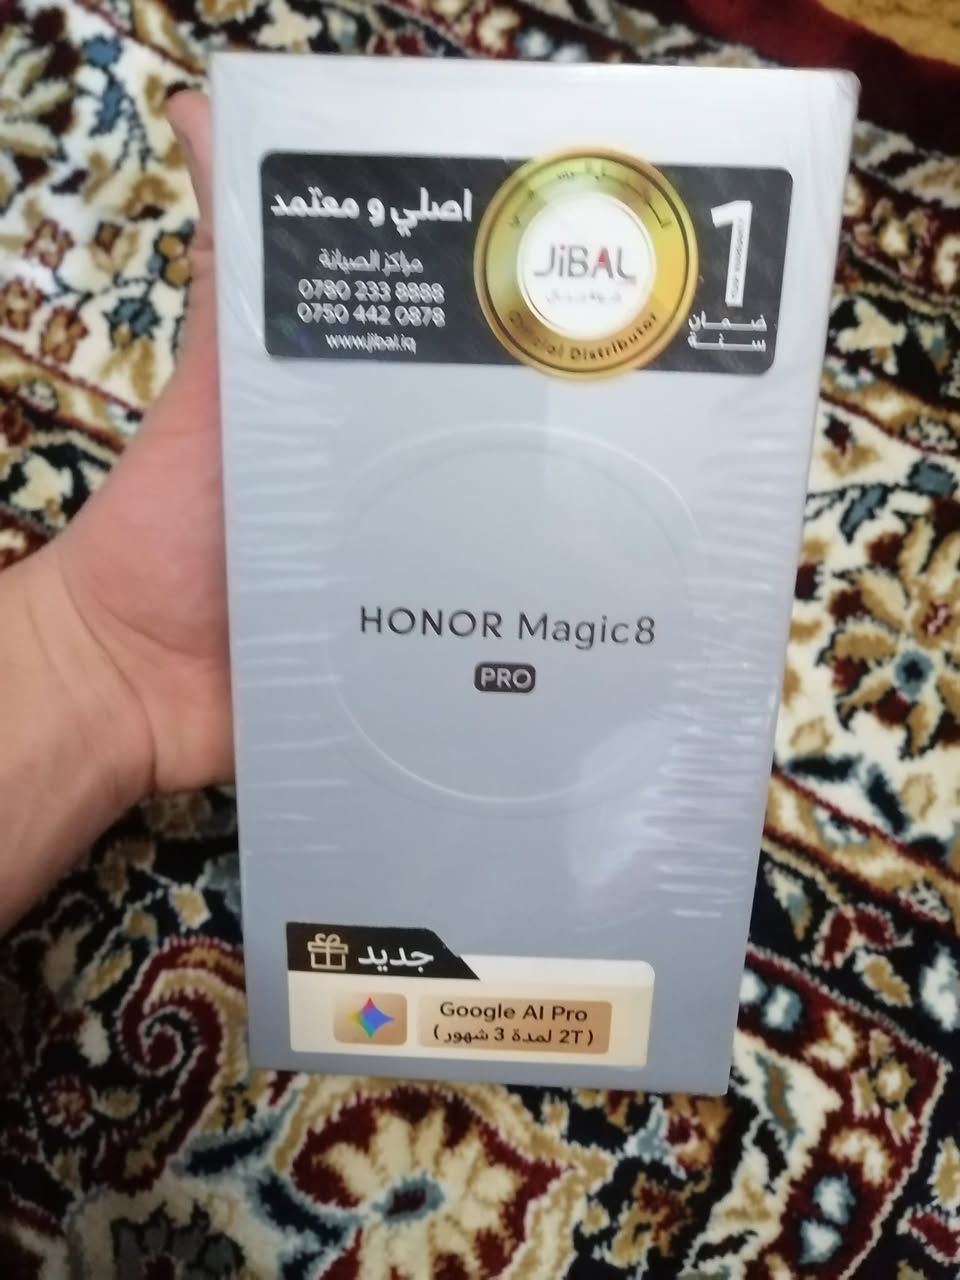 اصلي و معتمد
مراكز الصيانة
0780 233 8888
0750 442 0878
www.jibal.iq
JiBAL
Official Distributor
1
ضمان
سنة
HONOR Magic8
PRO
جديد
Google AI Pro
(2T لمدة 3 شهور)